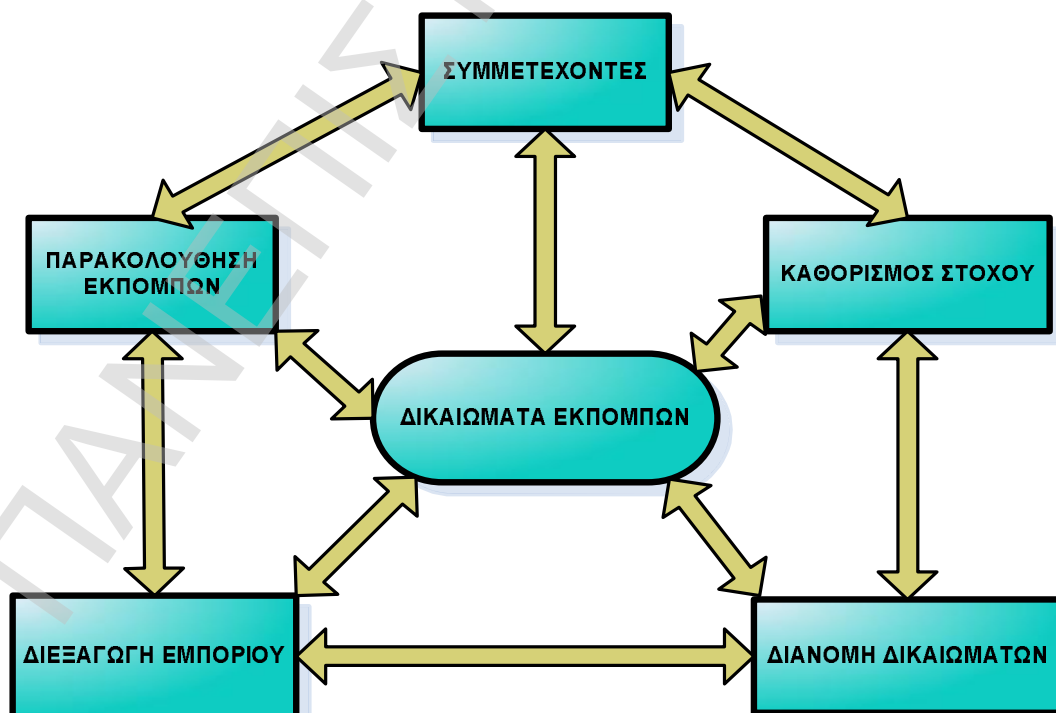 ΣΥΜΜΕΤΕΧΟΝΤΕΣ
ΠΑΡΑΚΟΛΟΥΘΗΣΗ
ΕΚΠΟΜΠΩΝ
ΚΑΘΟΡΙΣΜΟΣ ΣΤΟΧΟΥ
ΔΙΚΑΙΩΜΑΤΑ ΕΚΠΟΜΠΩΝ
ΔΙΕΞΑΓΩΓΗ ΕΜΠΟΡΙΟΥ
ΔΙΑΝΟΜΗ ΔΙΚΑΙΩΜΑΤΩΝ